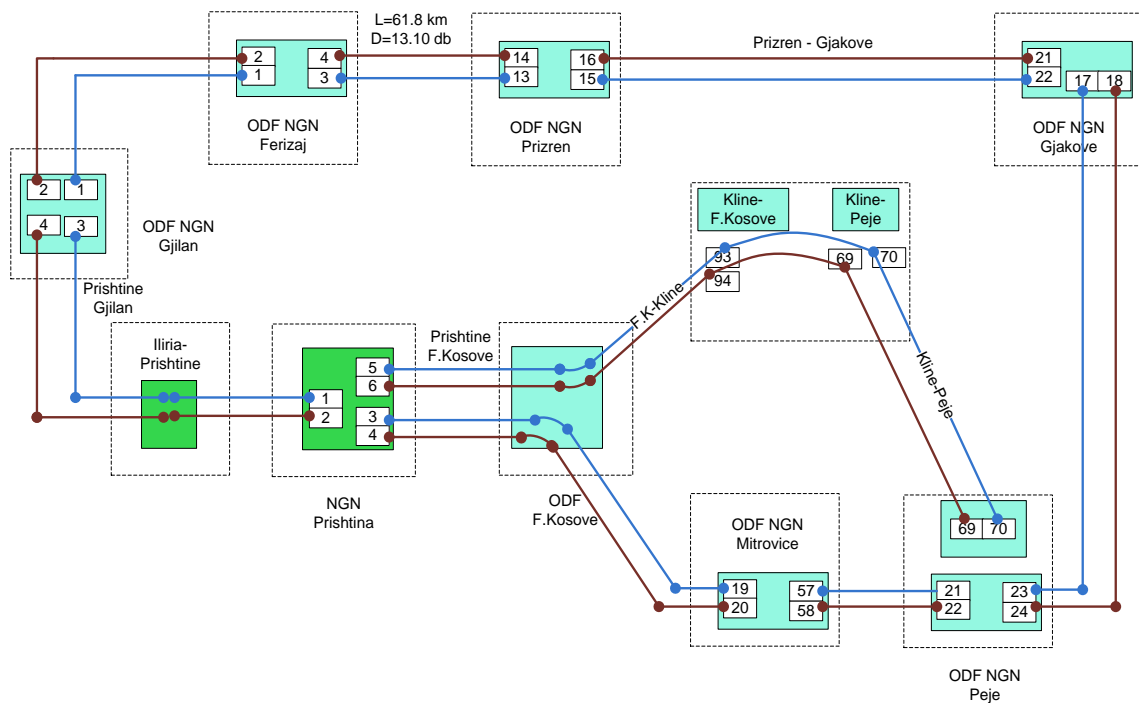 L=61.8 km
D=13.10 db
2
1
4
3
14
13
16
15
Prizren - Gjakove
21
22
17
18
ODF NGN
Ferizaj
ODF NGN
Prizren
ODF NGN
Gjakove
2
1
4
3
ODF NGN
Gjilan
Kline-
F.Kosove
Kline-
Peje
93
94
69
70
Prishtine
Gjilan
F.K-Kline
Iliria-
Prishtine
Prishtine
F.Kosove
5
6
1
2
3
4
Kline-Peje
NGN
Prishtina
ODF
F.Kosove
ODF NGN
Mitrovice
69
70
19
20
57
58
21
22
23
24
ODF NGN
Peje